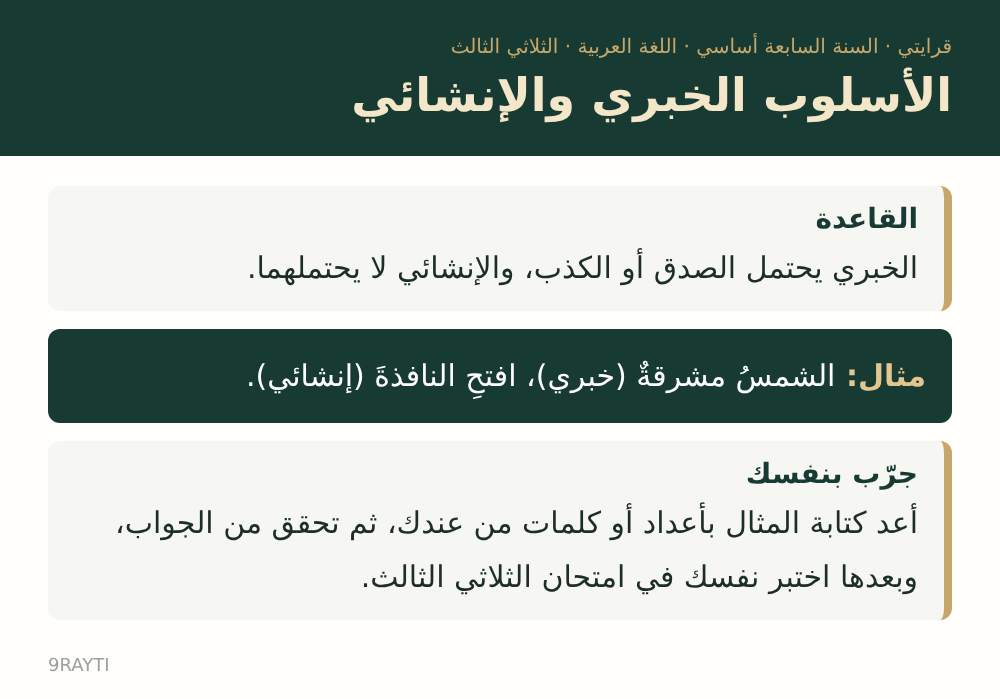 قرايتي · السنة السابعة أساسي · اللغة العربية · الثلاثي الثالث
الأسلوب الخبري والإنشائي
القاعدة
الخبري يحتمل الصدق أو الكذب، والإنشائي لا يحتملهما.
مثال: الشمسُ مشرقةٌ (خبري)، افتحِ النافذةَ (إنشائي).
جرّب بنفسك
أعد كتابة المثال بأعداد أو كلمات من عندك، ثم تحقق من الجواب،
وبعدها اختبر نفسك في امتحان الثلاثي الثالث.
9RAYTI